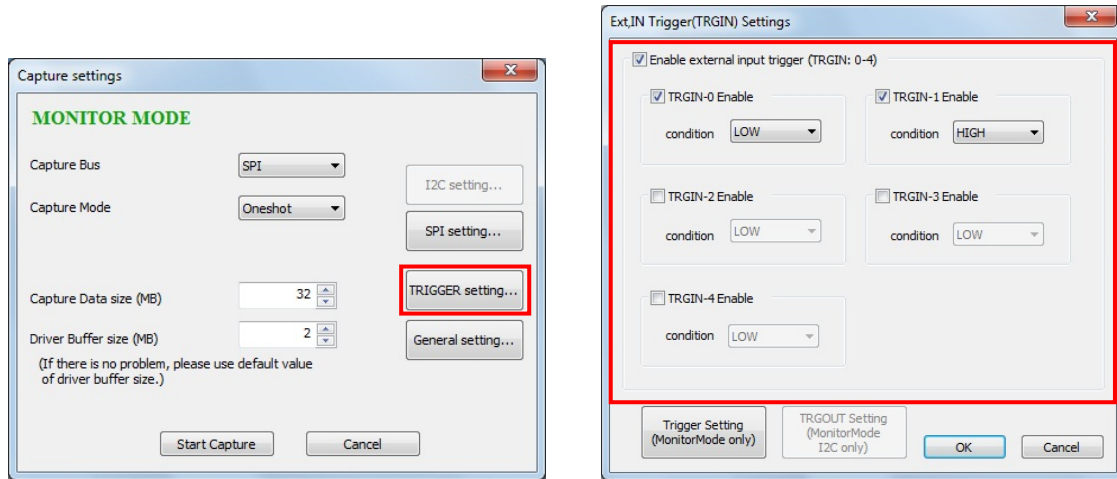 Capture settings
MONITOR MODE
Capture Bus
SPI
I2C setting...
Capture Mode
Oneshot
SPI setting...
TRIGGER setting...
Capture Data size (MB)
32
General setting...
Driver Buffer size (MB)
2
(If there is no problem, please use default value
of driver buffer size.)
Start Capture
Cancel
Ext,IN Trigger(TRGIN) Settings
Enable external input trigger (TRGIN: 0-4)
TRGIN-0 Enable
condition
LOW
TRGIN-1 Enable
condition
HIGH
TRGIN-2 Enable
condition
LOW
TRGIN-3 Enable
condition
LOW
TRGIN-4 Enable
condition
LOW
Trigger Setting
(MonitorMode only)
TRGOUT Setting
(MonitorMode
I2C only)
OK
Cancel